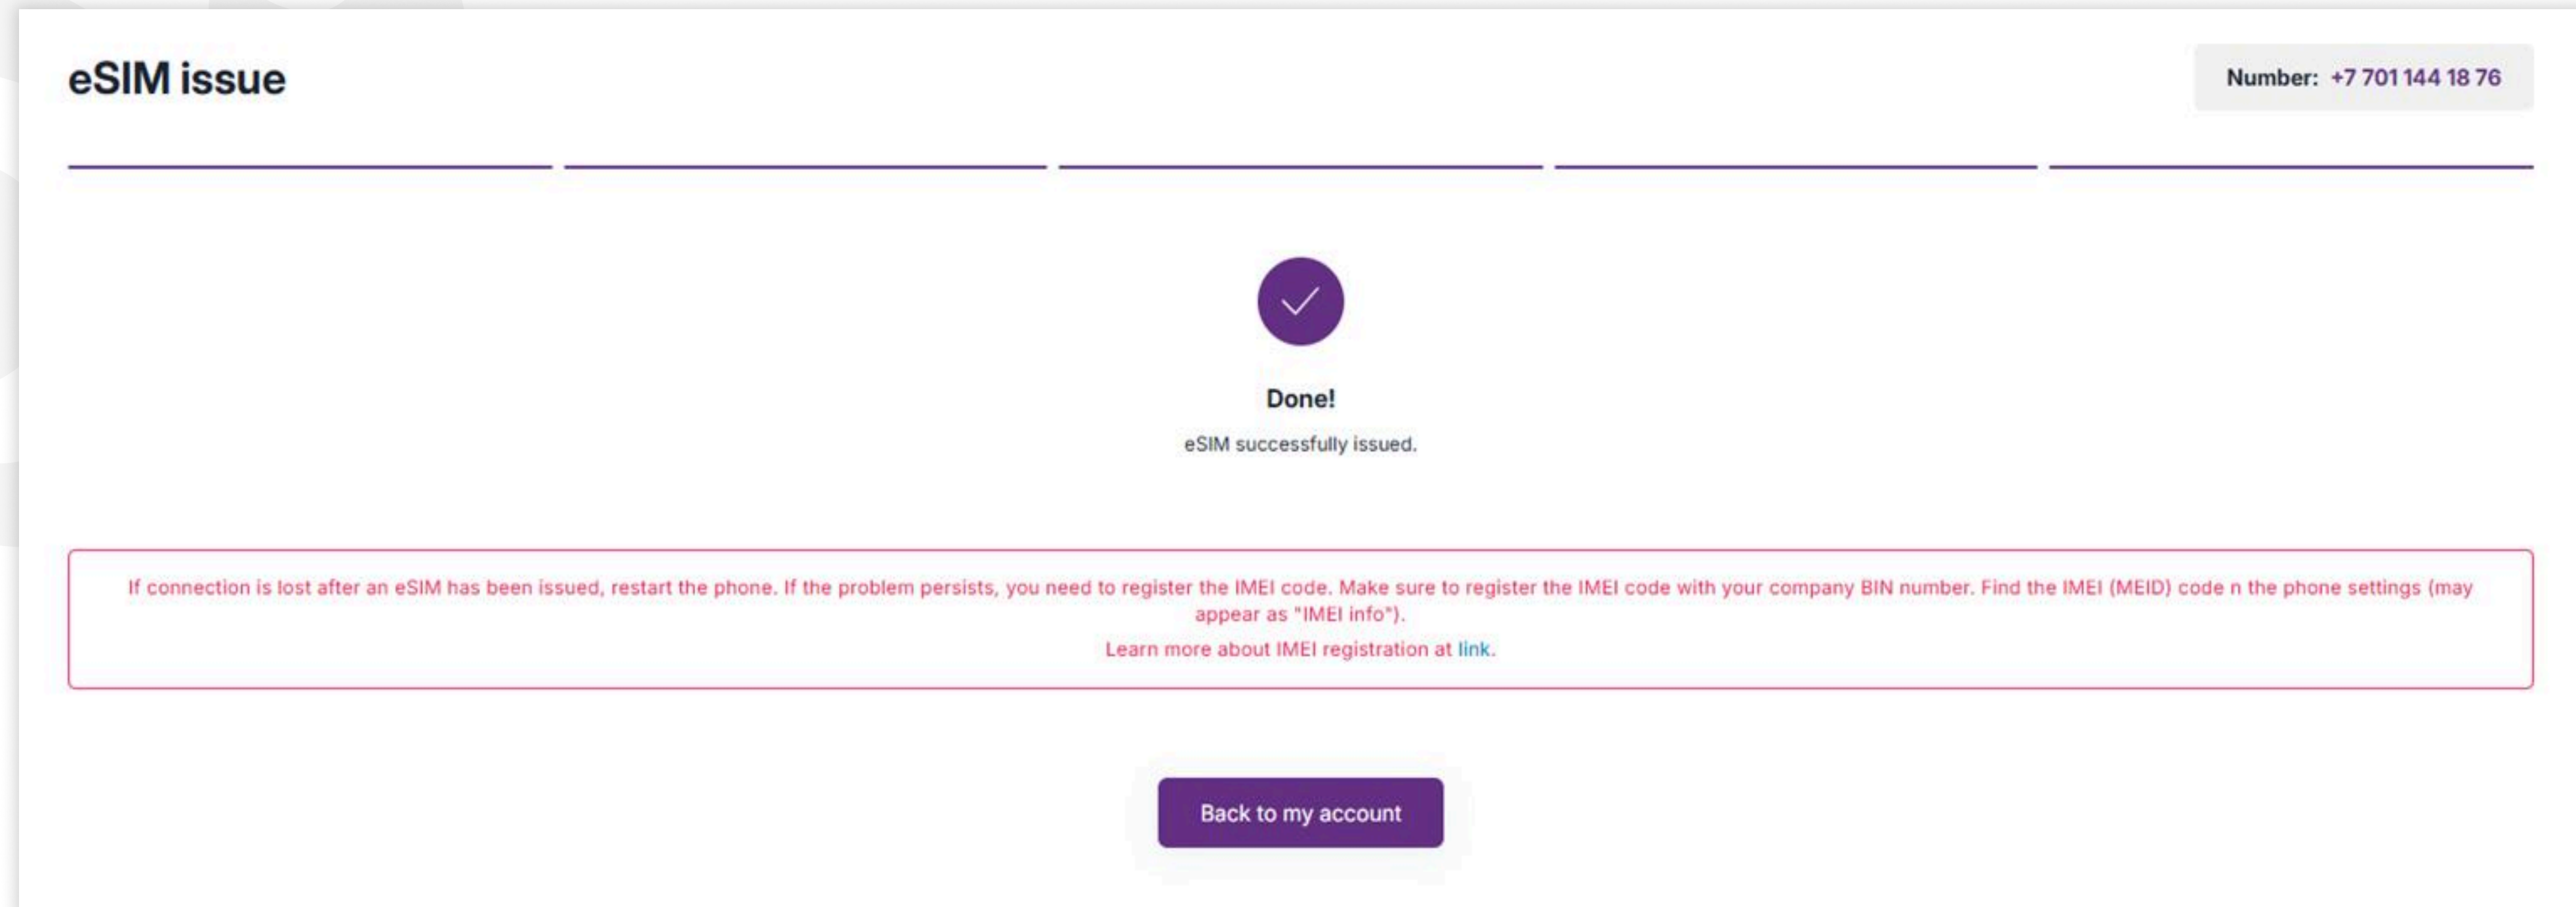 eSIM issue
Number: +7 701 144 18 76
Done!
eSIM successfully issued.
If connection is lost after an eSIM has been issued, restart the phone. If the problem persists, you need to register the IMEI code. Make sure to register the IMEI code with your company BIN number. Find the IMEI (MEID) code n the phone settings (may
appear as "IMEI info").
Learn more about IMEI registration at link.
Back to my account